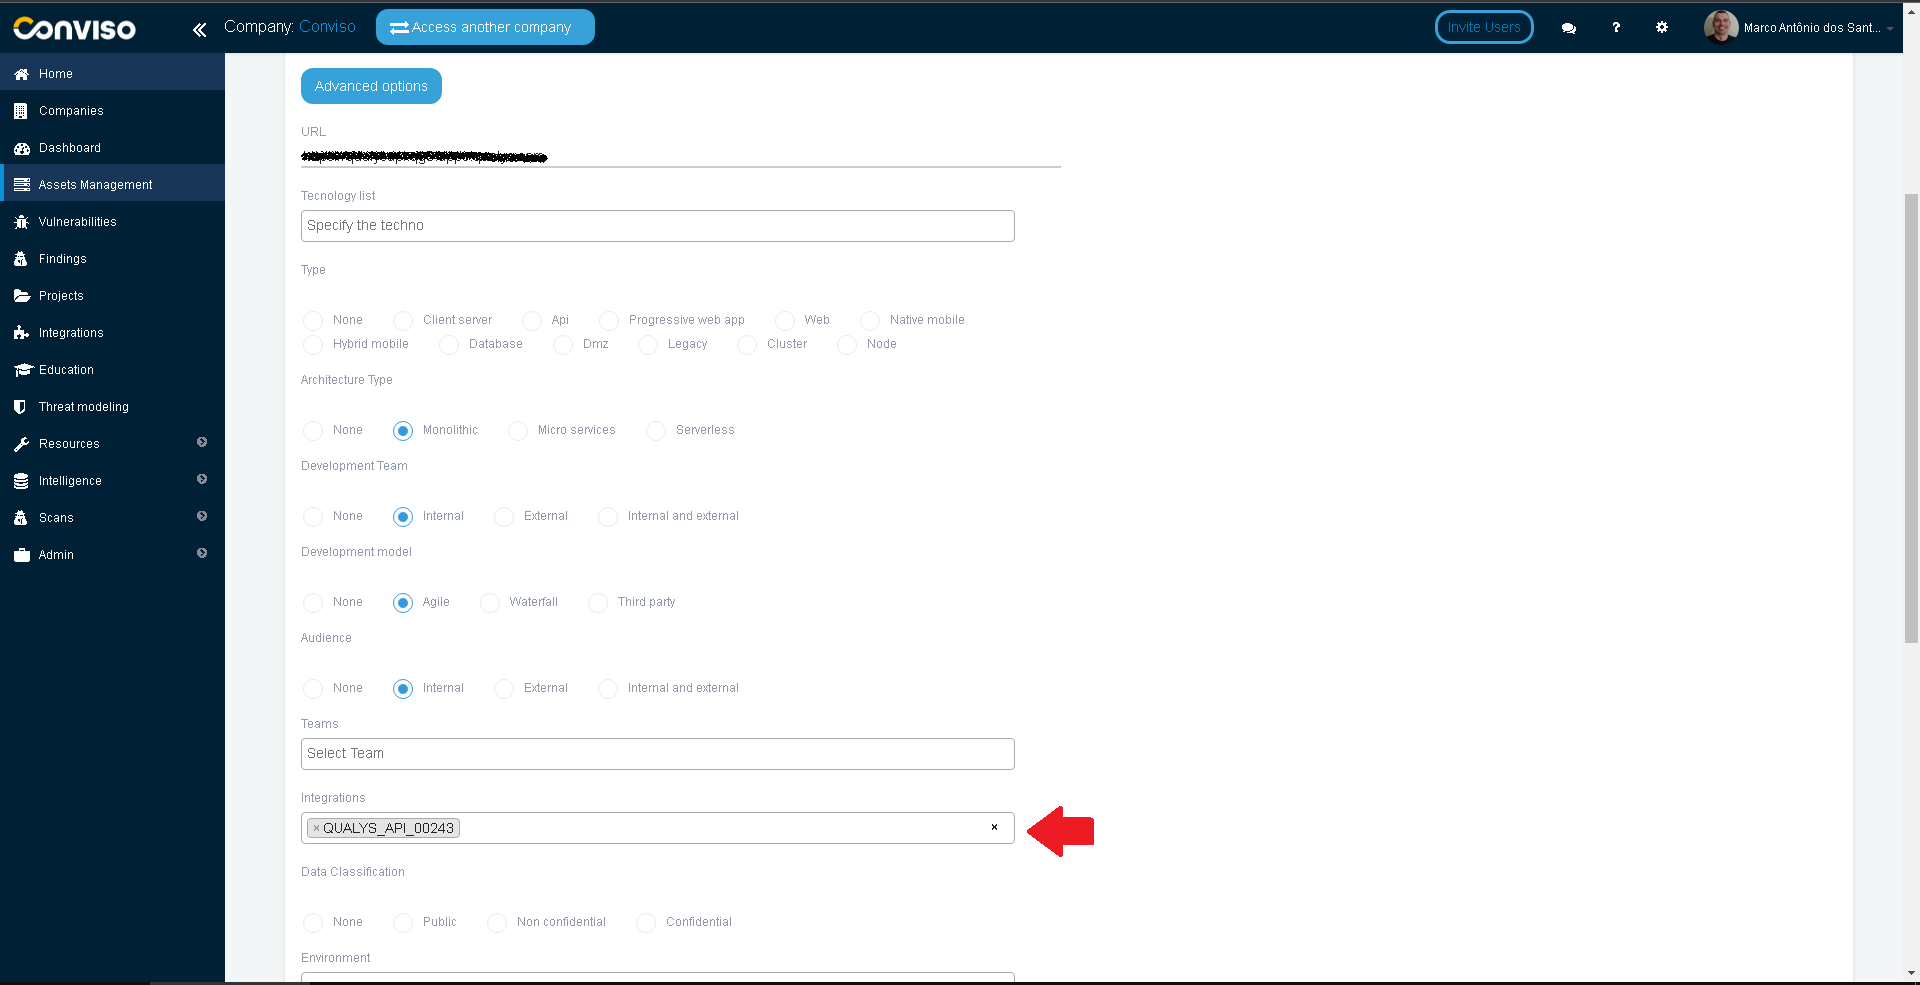 Conviso
Company: Conviso
Access another company
Invite Users
?
Marco Antônio dos Sant...
Home
Companies
Dashboard
Assets Management
Vulnerabilities
Findings
Projects
Integrations
Education
Threat modeling
Resources
Intelligence
Scans
Admin
Advanced options
URL
Tecnology list
Specify the techno
Type
None Client server Api Progressive web app Web Native mobile
Hybrid mobile Database Dmz Legacy Cluster Node
Architecture Type
None Monolithic Micro services Serverless
Development Team
None Internal External Internal and external
Development model
None Agile Waterfall Third party
Audience
None Internal External Internal and external
Teams
Select Team
Integrations
× QUALYS_API_00243 ×
Data Classification
None Public Non confidential Confidential
Environment